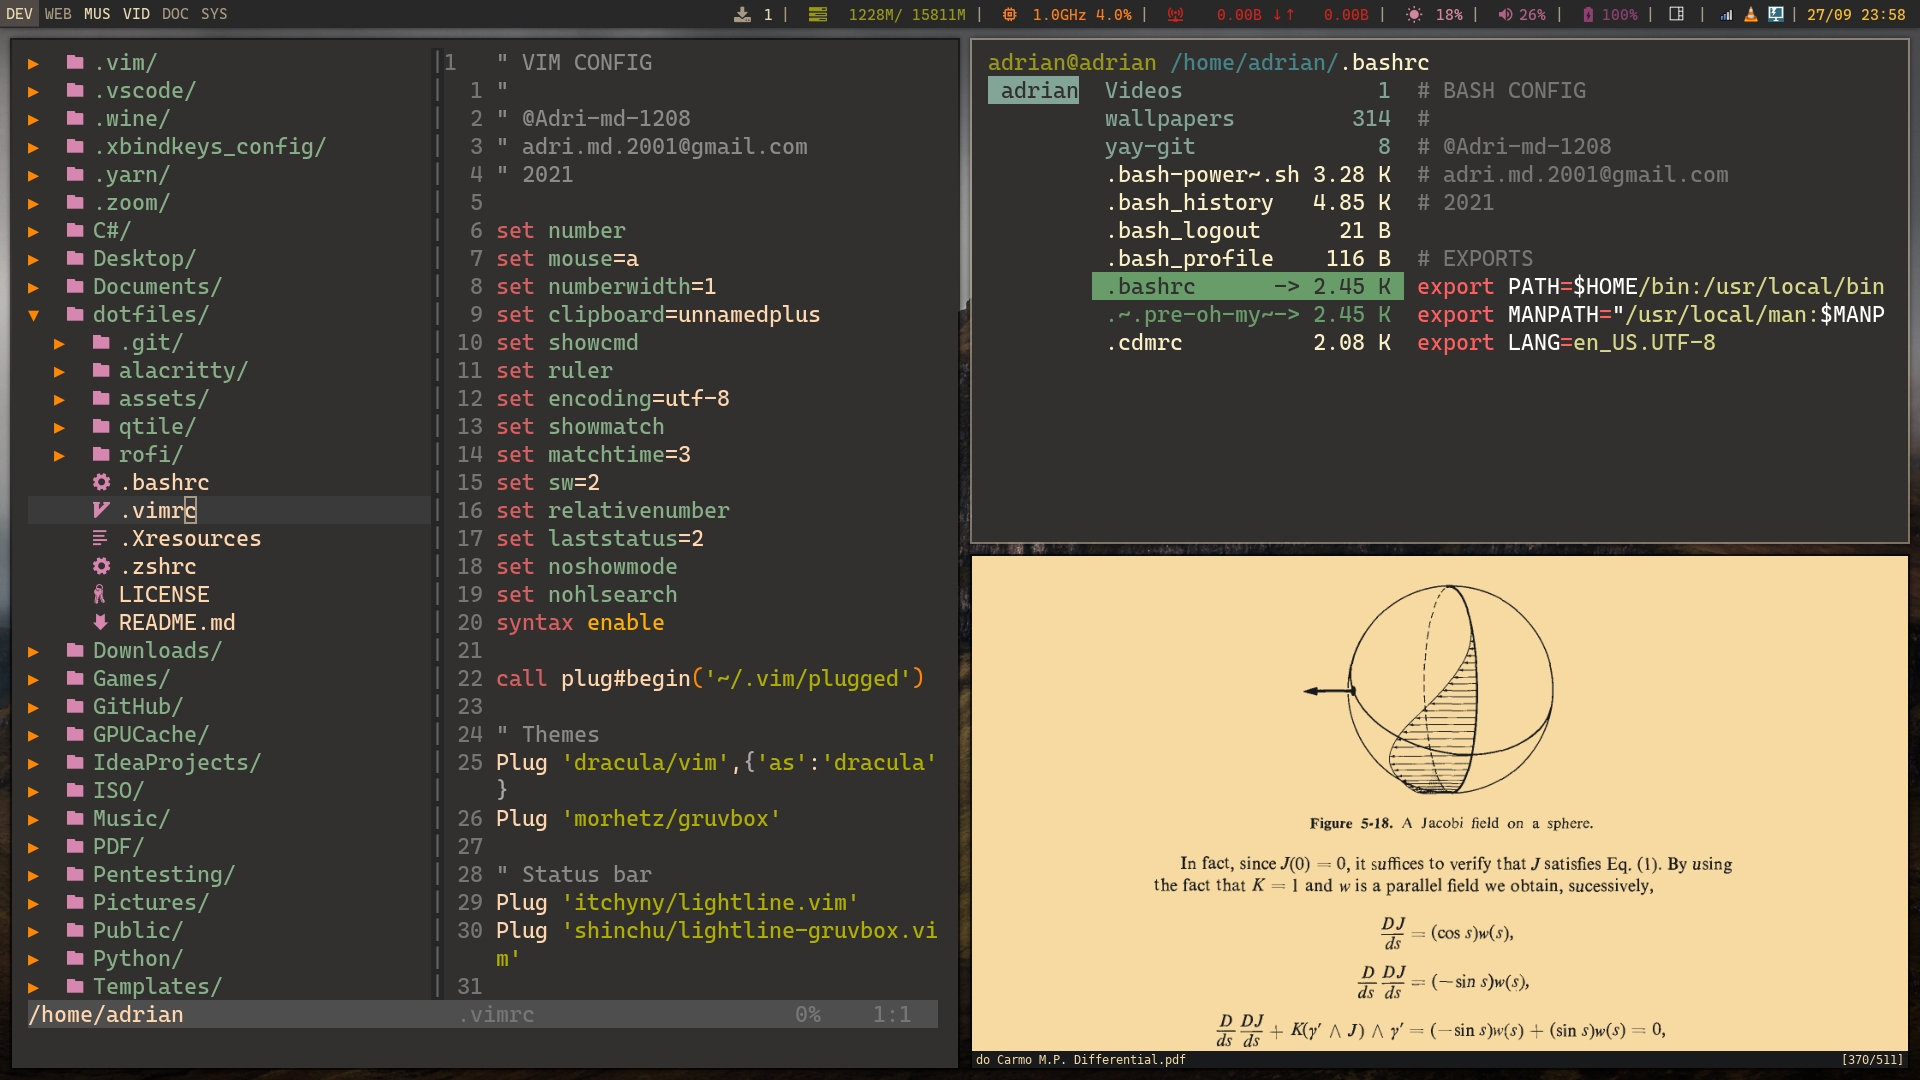 DEV WEB MUS VID DOC SYS
1 | 1228M/ 15811M | 1.0GHz 4.0% | 0.00B ↓↑ 0.00B | 18% | 26% | 100% | | | 27/09 23:58
.vim/
.vscode/
.wine/
.xbindkeys_config/
.yarn/
.zoom/
C#/
Desktop/
Documents/
dotfiles/
.git/
alacritty/
assets/
qtile/
rofi/
.bashrc
.vimrc
.Xresources
.zshrc
LICENSE
README.md
Downloads/
Games/
GitHub/
GPUCache/
IdeaProjects/
ISO/
Music/
PDF/
Pentesting/
Pictures/
Public/
Python/
Templates/
/home/adrian
1 " VIM CONFIG
1 "
2 " @Adri-md-1208
3 " adri.md.2001@gmail.com
4 " 2021
5
6 set number
7 set mouse=a
8 set numberwidth=1
9 set clipboard=unnamedplus
10 set showcmd
11 set ruler
12 set encoding=utf-8
13 set showmatch
14 set matchtime=3
15 set sw=2
16 set relativenumber
17 set laststatus=2
18 set noshowmode
19 set nohlsearch
20 syntax enable
21
22 call plug#begin('~/.vim/plugged')
23
24 " Themes
25 Plug 'dracula/vim',{'as':'dracula'
}
26 Plug 'morhetz/gruvbox'
27
28 " Status bar
29 Plug 'itchyny/lightline.vim'
30 Plug 'shinchu/lightline-gruvbox.vi
m'
31
.vimrc 0% 1:1
adrian@adrian /home/adrian/.bashrc
adrian
Videos 1
wallpapers 314
yay-git 8
.bash-power~.sh 3.28 K
.bash_history 4.85 K
.bash_logout 21 B
.bash_profile 116 B
.bashrc -> 2.45 K
.~.pre-oh-my~-> 2.45 K
.cdmrc 2.08 K
# BASH CONFIG
#
# @Adri-md-1208
# adri.md.2001@gmail.com
# 2021
# EXPORTS
export PATH=$HOME/bin:/usr/local/bin
export MANPATH="/usr/local/man:$MANP
export LANG=en_US.UTF-8
Figure 5-18. A Jacobi field on a sphere.
In fact, since J(0) = 0, it suffices to verify that J satisfies Eq. (1). By using
the fact that K = 1 and w is a parallel field we obtain, sucessively,
DJ/ds = (cos s)w(s),
D/ds DJ/ds = (−sin s)w(s),
D/ds DJ/ds + K(γ′ ∧ J) ∧ γ′ = (−sin s)w(s) + (sin s)w(s) = 0,
do Carmo M.P. Differential.pdf [370/511]